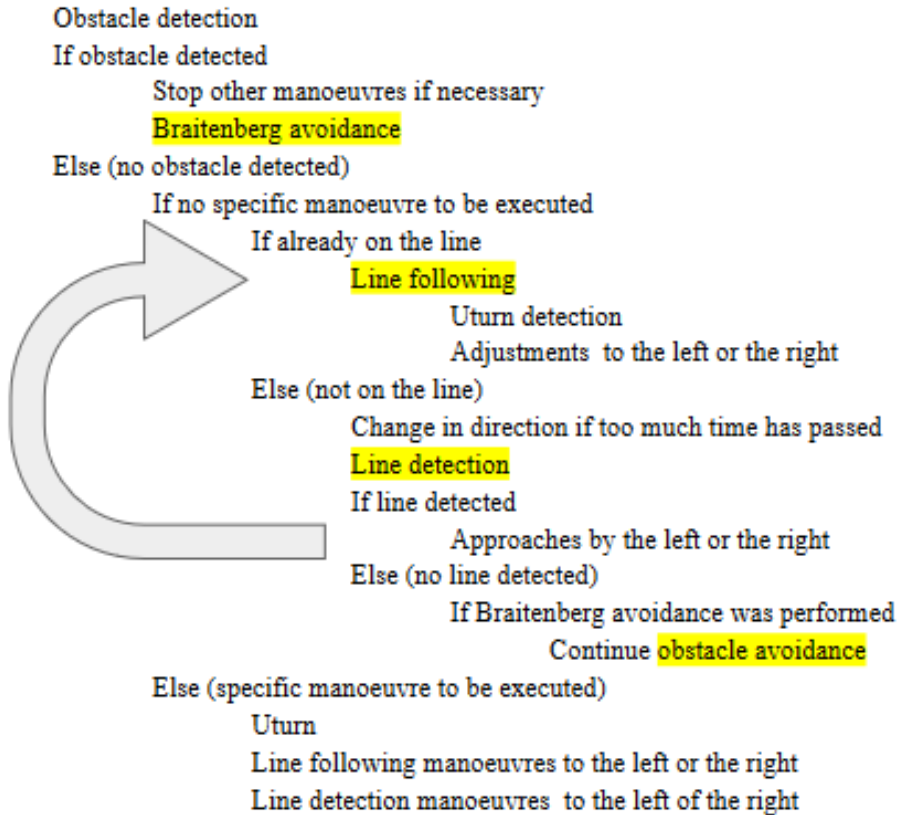 Obstacle detection
If obstacle detected
Stop other manoeuvres if necessary
Braitenberg avoidance
Else (no obstacle detected)
If no specific manoeuvre to be executed
If already on the line
Line following
Uturn detection
Adjustments to the left or the right
Else (not on the line)
Change in direction if too much time has passed
Line detection
If line detected
Approaches by the left or the right
Else (no line detected)
If Braitenberg avoidance was performed
Continue obstacle avoidance
Else (specific manoeuvre to be executed)
Uturn
Line following manoeuvres to the left or the right
Line detection manoeuvres to the left of the right